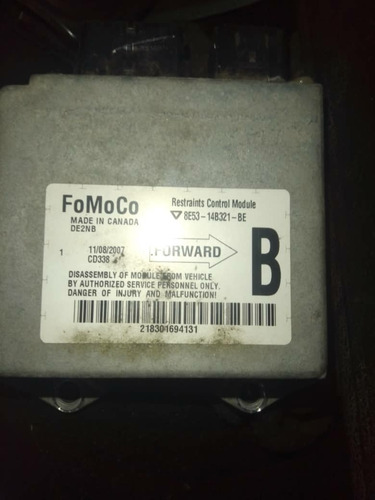 FoMoCo
MADE IN CANADA
DE2NB
Restraints Control Module
8E53-14B321-BE
1
11/08/2007
CD338
FORWARD
B
DISASSEMBLY OF MODULE FROM VEHICLE
BY AUTHORIZED SERVICE PERSONNEL ONLY.
DANGER OF INJURY AND MALFUNCTION!
218301694131